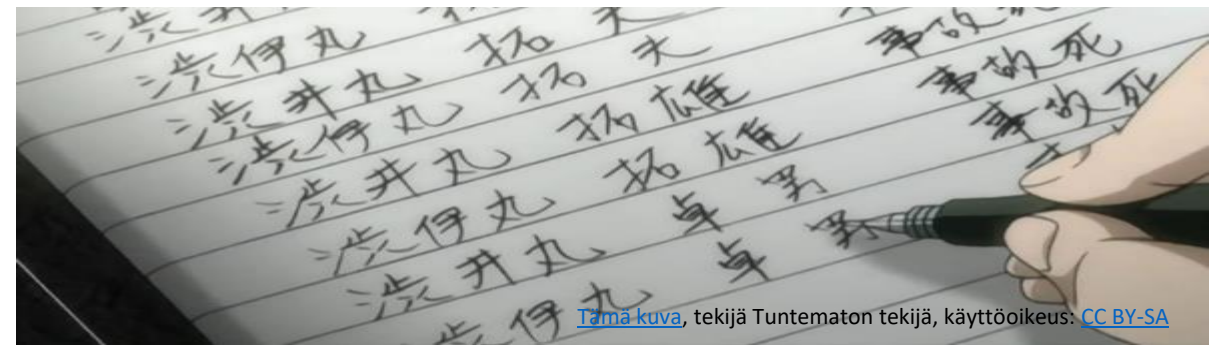 渋伊丸
渋井丸 拓夫
渋伊丸 拓夫
渋井丸 拓雄 事故死
渋伊丸 拓雄 事故死
渋井丸 卓男 事故死
渋伊丸 卓男
Tämä kuva, tekijä Tuntematon tekijä, käyttöoikeus: CC BY-SA